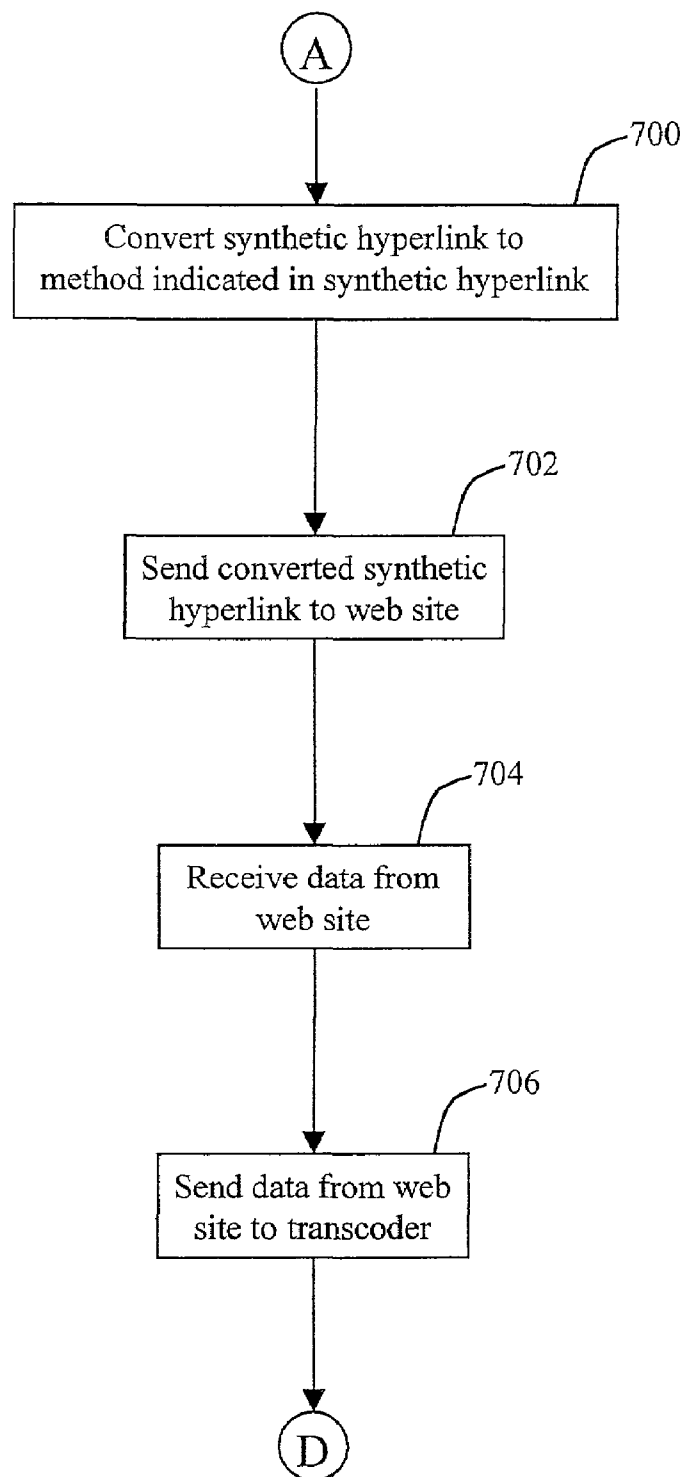 A
700
Convert synthetic hyperlink to
method indicated in synthetic hyperlink
702
Send converted synthetic
hyperlink to web site
704
Receive data from
web site
706
Send data from web
site to transcoder
D